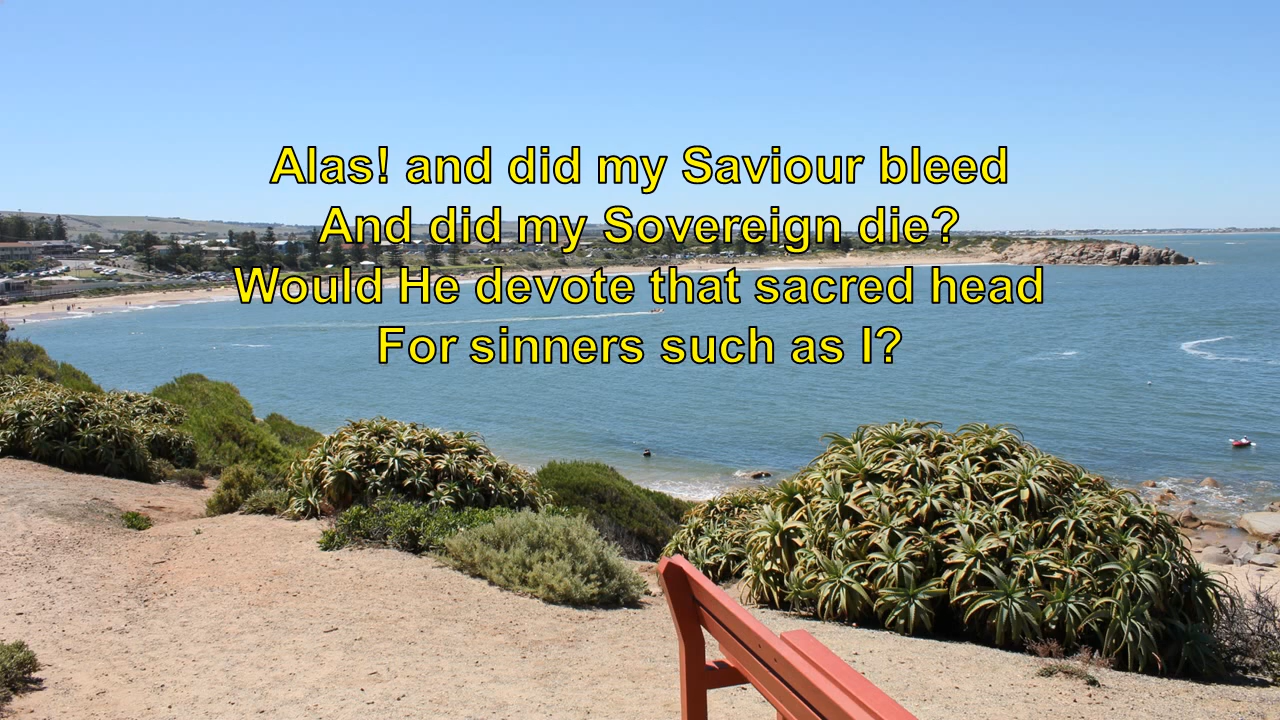 Alas! and did my Saviour bleed
And did my Sovereign die?
Would He devote that sacred head
For sinners such as I?